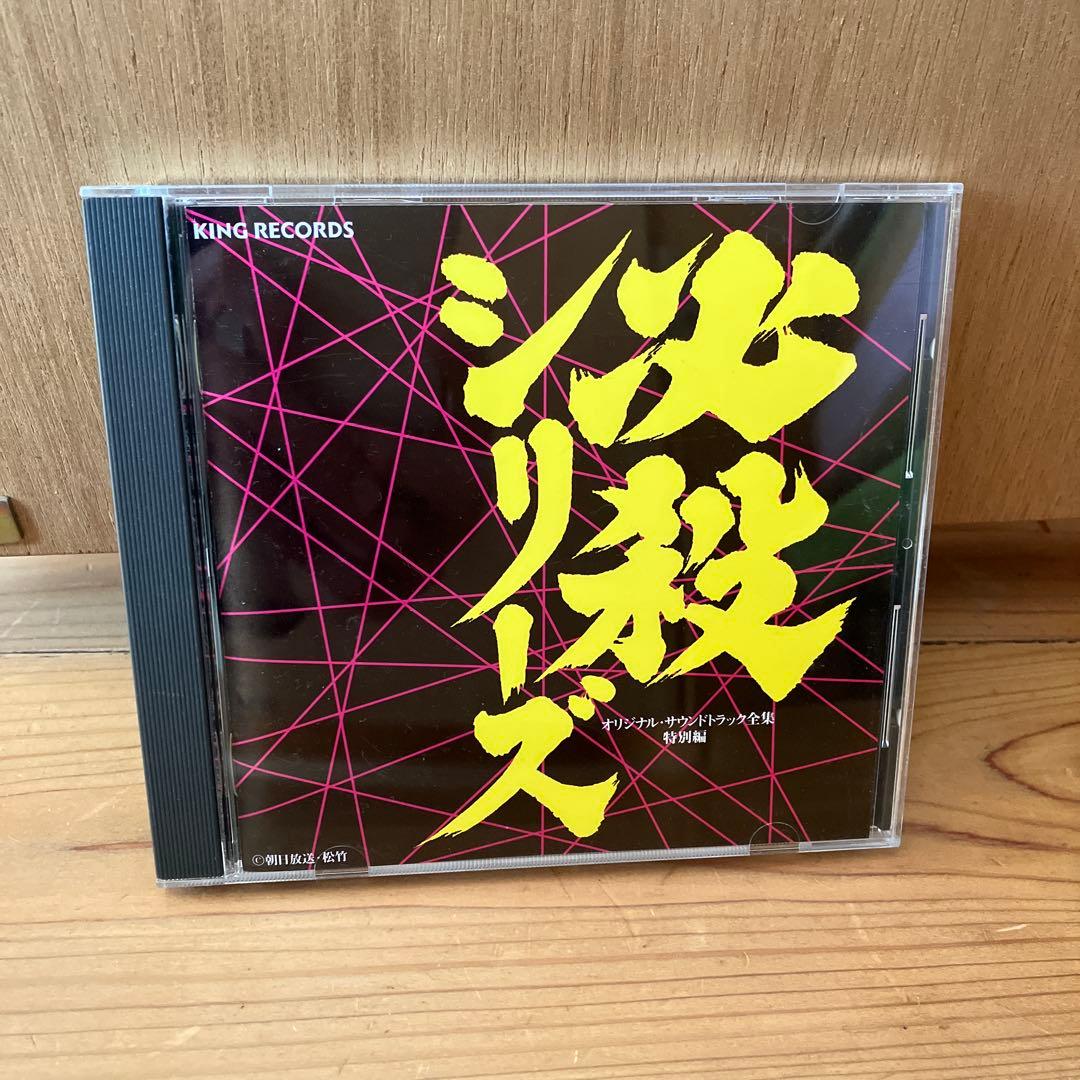 KING RECORDS
必殺
シリーズ
オリジナル・サウンドトラック全集
特別編
©朝日放送・松竹